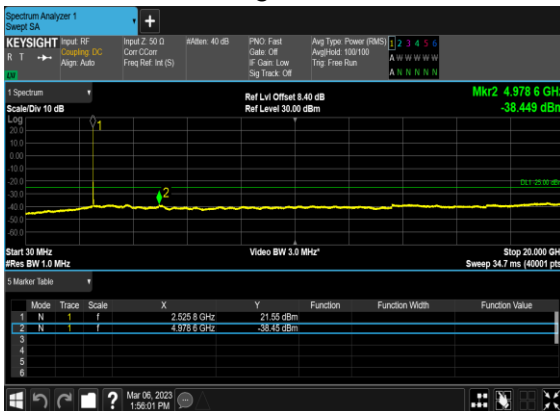 Spectrum Analyzer 1
Swept SA
KEYSIGHT Input: RF Input Z: 50 Ω #Atten: 40 dB PNO: Fast Avg Type: Power (RMS) 1 2 3 4 5 6
R T Coupling: DC Corr CCorr Gate: Off Avg|Hold: 100/100 A W W W W W
Align: Auto Freq Ref: Int (S) IF Gain: Low Trig: Free Run
LV Sig Track: Off A N N N N N
1 Spectrum Ref Lvl Offset 8.40 dB Mkr2 4.978 6 GHz
Scale/Div 10 dB Ref Level 30.00 dBm -38.449 dBm
Log
20.0
10.0
0.00
-10.0
-20.0
-30.0
-40.0
-50.0
-60.0
1
2
DL1 -25.00 dBm
Start 30 MHz Video BW 3.0 MHz* Stop 20.000 GHz
#Res BW 1.0 MHz Sweep 34.7 ms (40001 pts)
5 Marker Table
Mode Trace Scale X Y Function Function Width Function Value
1 N 1 f 2.525 8 GHz 21.55 dBm
2 N 1 f 4.978 6 GHz -38.45 dBm
3
4
5
6
? Mar 06, 2023
1:56:01 PM